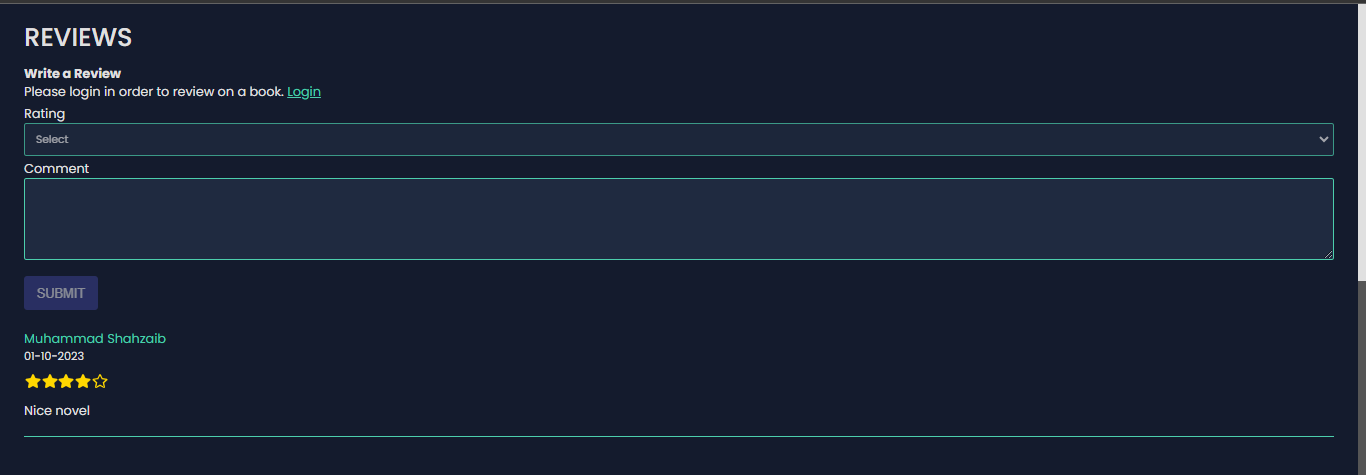 REVIEWS
Write a Review
Please login in order to review on a book. Login
Rating
Select
Comment
SUBMIT
Muhammad Shahzaib
01-10-2023
Nice novel